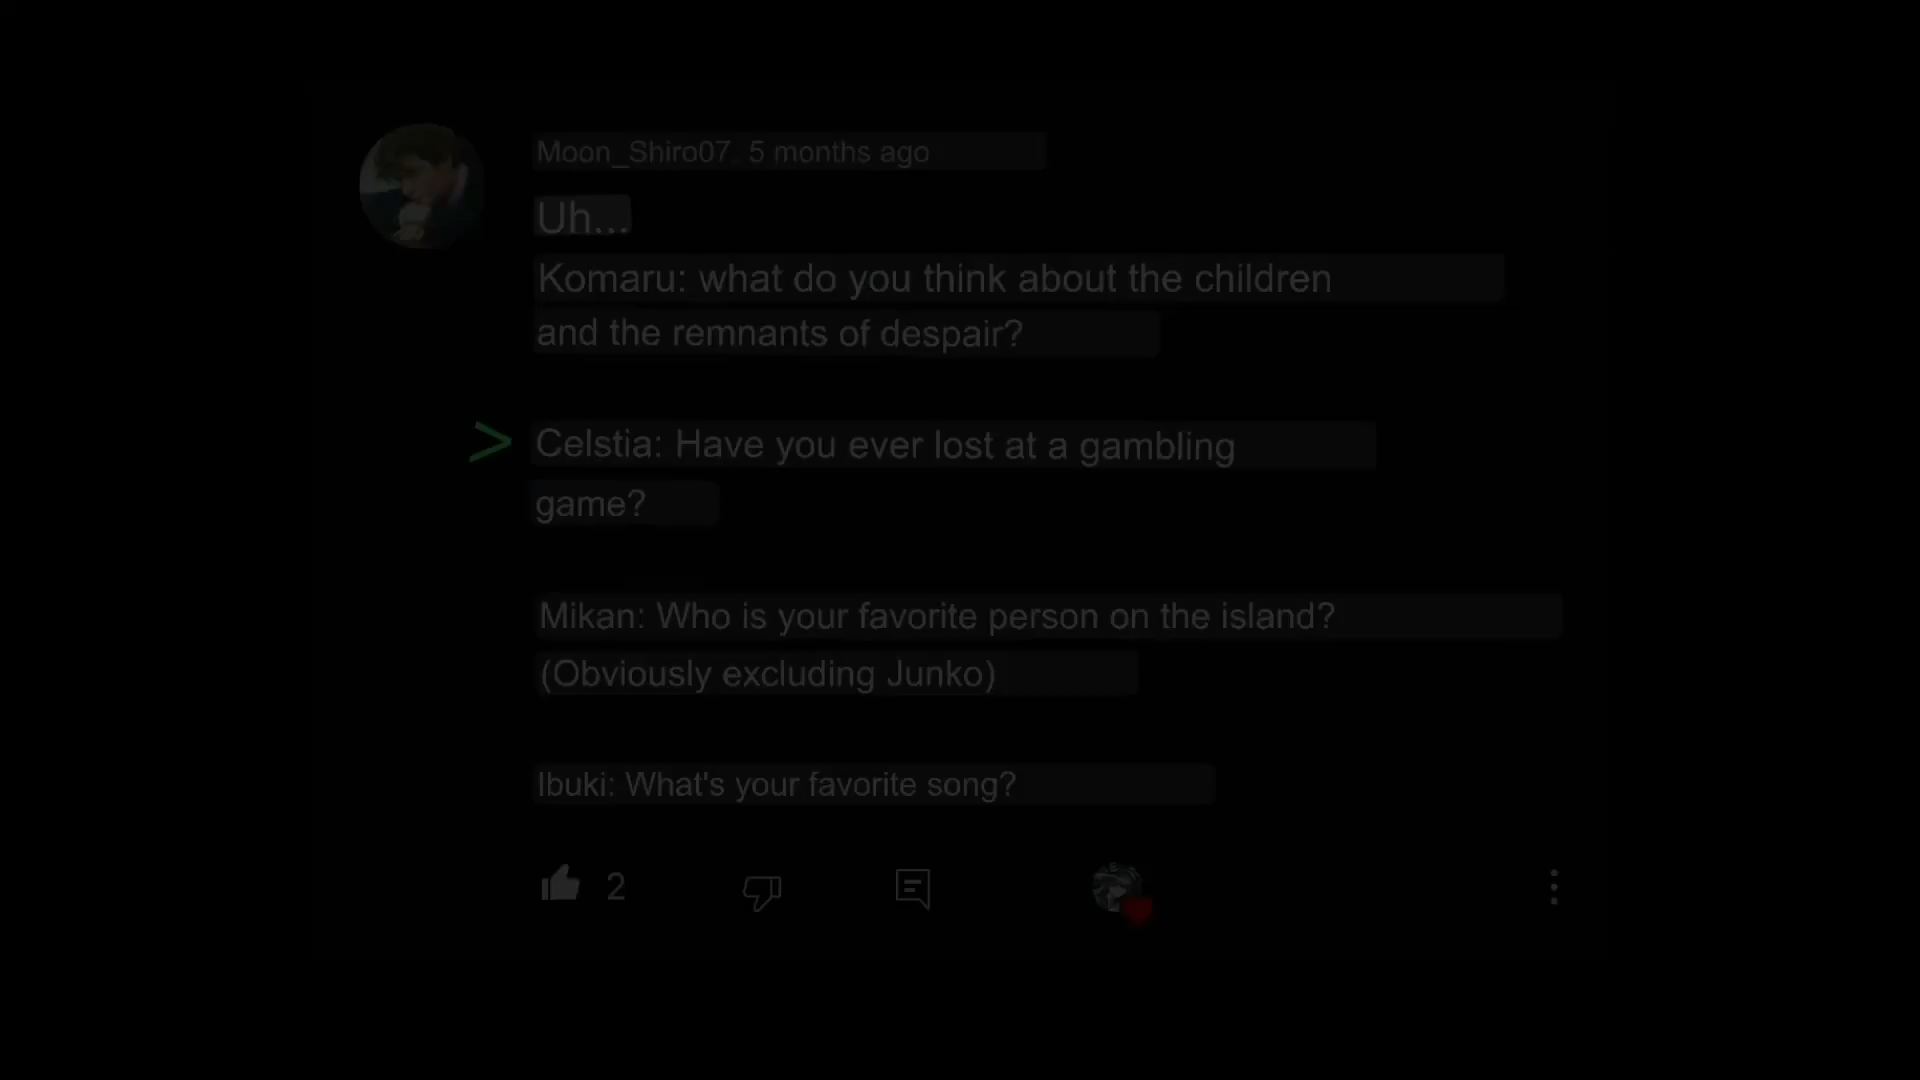 Moon_Shiro07. 5 months ago
Uh...
Komaru: what do you think about the children
and the remnants of despair?
> Celstia: Have you ever lost at a gambling
game?
Mikan: Who is your favorite person on the island?
(Obviously excluding Junko)
Ibuki: What's your favorite song?
2